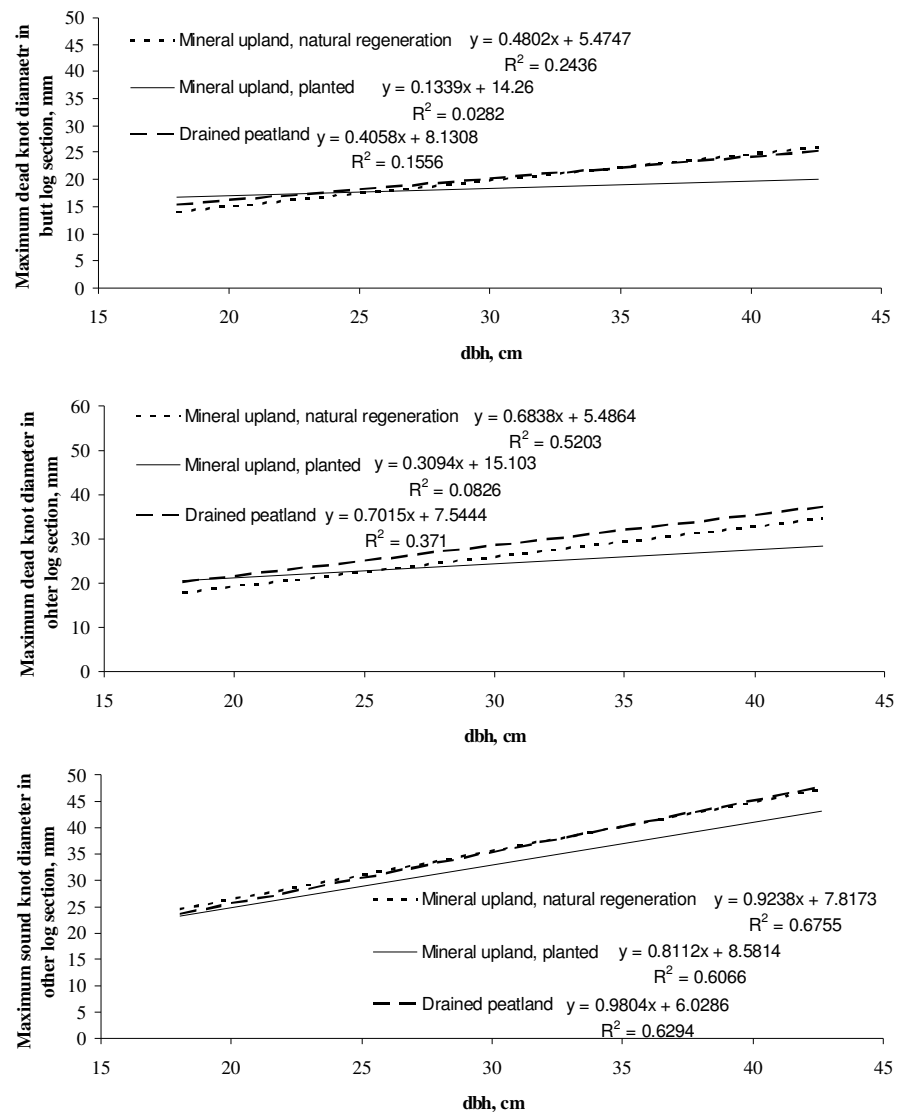 Maximum dead knot diamaetr in
butt log section, mm
50
45
40
35
30
25
20
15
10
5
0
Mineral upland, natural regeneration y = 0.4802x + 5.4747
R² = 0.2436
Mineral upland, planted y = 0.1339x + 14.26
R² = 0.0282
Drained peatland y = 0.4058x + 8.1308
R² = 0.1556
15 20 25 30 35 40 45
dbh, cm
Maximum dead knot diameter in
ohter log section, mm
60
50
40
30
20
10
0
Mineral upland, natural regeneration y = 0.6838x + 5.4864
R² = 0.5203
Mineral upland, planted y = 0.3094x + 15.103
R² = 0.0826
Drained peatland y = 0.7015x + 7.5444
R² = 0.371
15 20 25 30 35 40 45
dbh, cm
Maximum sound knot diameter in
other log section, mm
50
45
40
35
30
25
20
15
10
5
0
Mineral upland, natural regeneration y = 0.9238x + 7.8173
R² = 0.6755
Mineral upland, planted y = 0.8112x + 8.5814
R² = 0.6066
Drained peatland y = 0.9804x + 6.0286
R² = 0.6294
15 20 25 30 35 40 45
dbh, cm